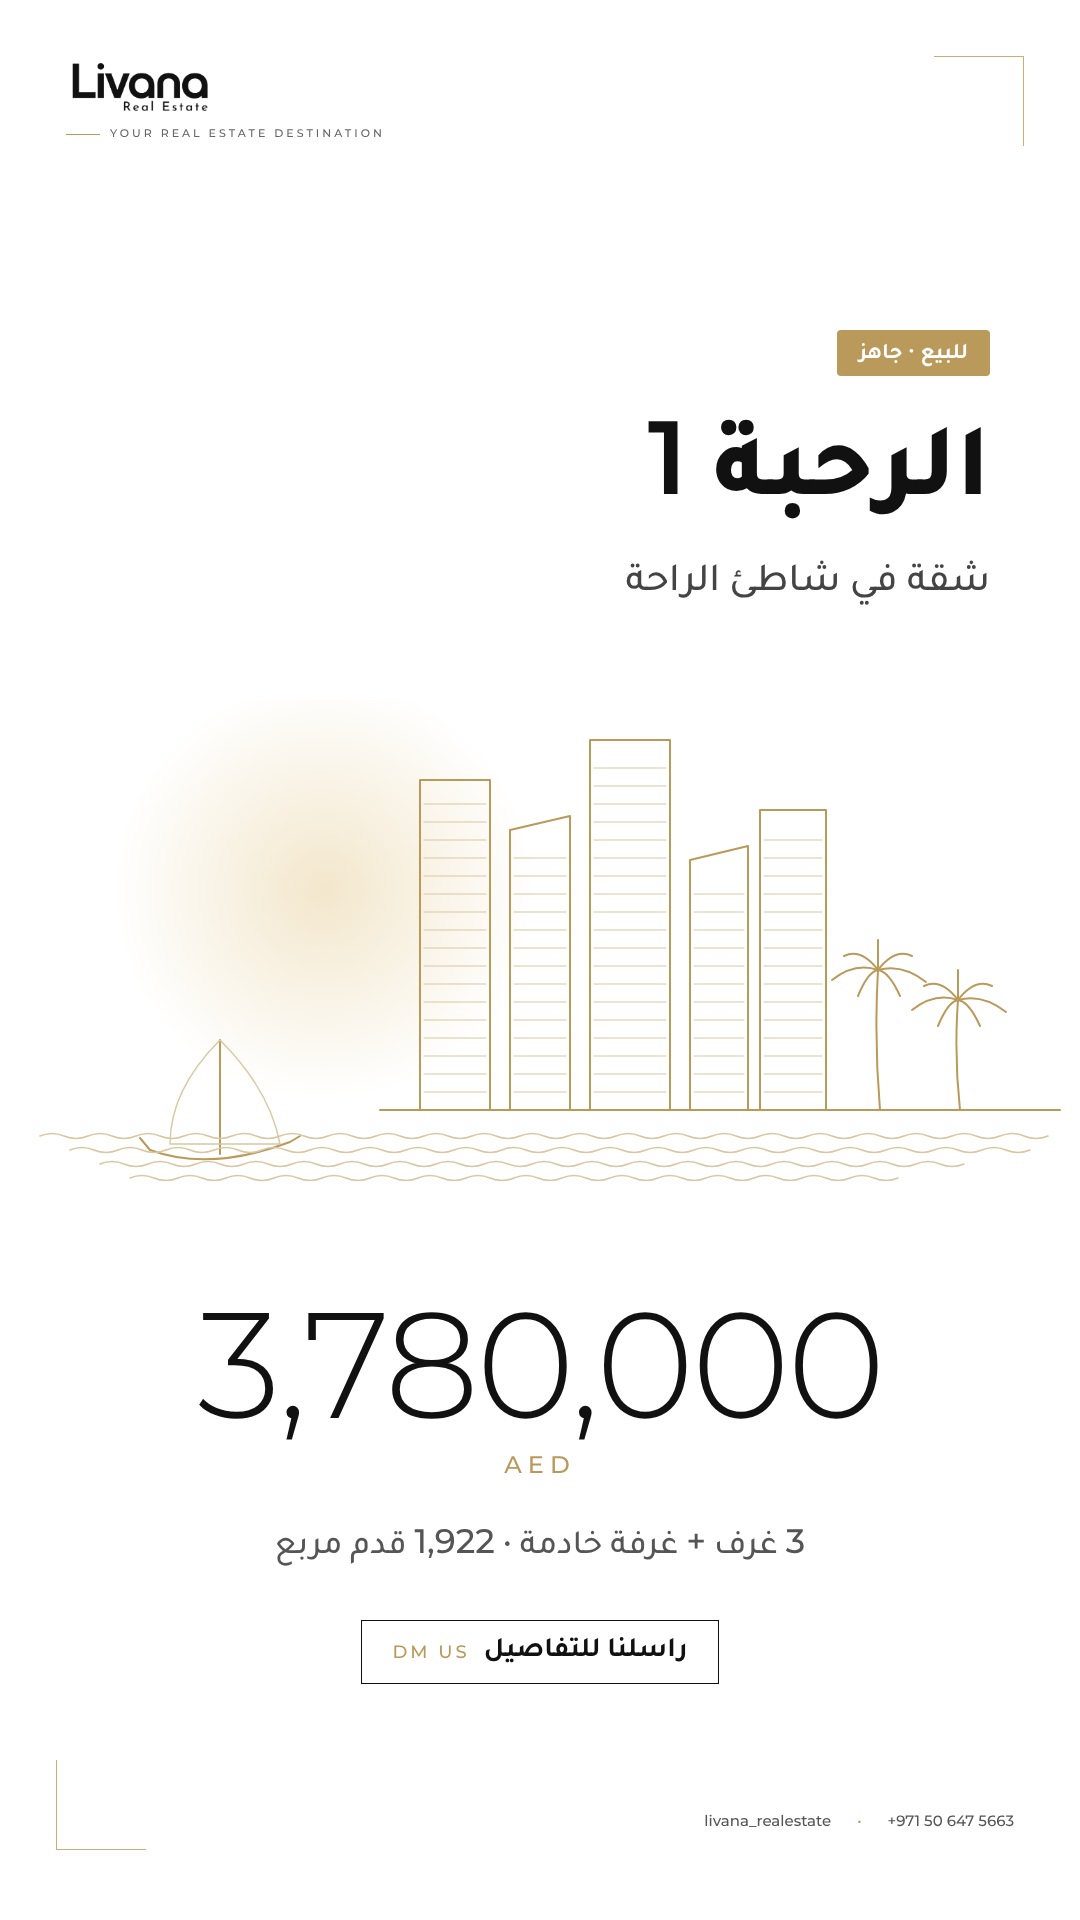 Livana
Real Estate
YOUR REAL ESTATE DESTINATION
للبيع · جاهز
الرحبة 1
شقة في شاطئ الراحة
3,780,000
AED
3 غرف + غرفة خادمة · 1,922 قدم مربع
راسلنا للتفاصيل DM US
livana_realestate · +971 50 647 5663